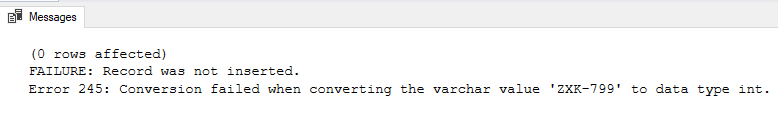 Messages
(0 rows affected)
FAILURE: Record was not inserted.
Error 245: Conversion failed when converting the varchar value 'ZXK-799' to data type int.